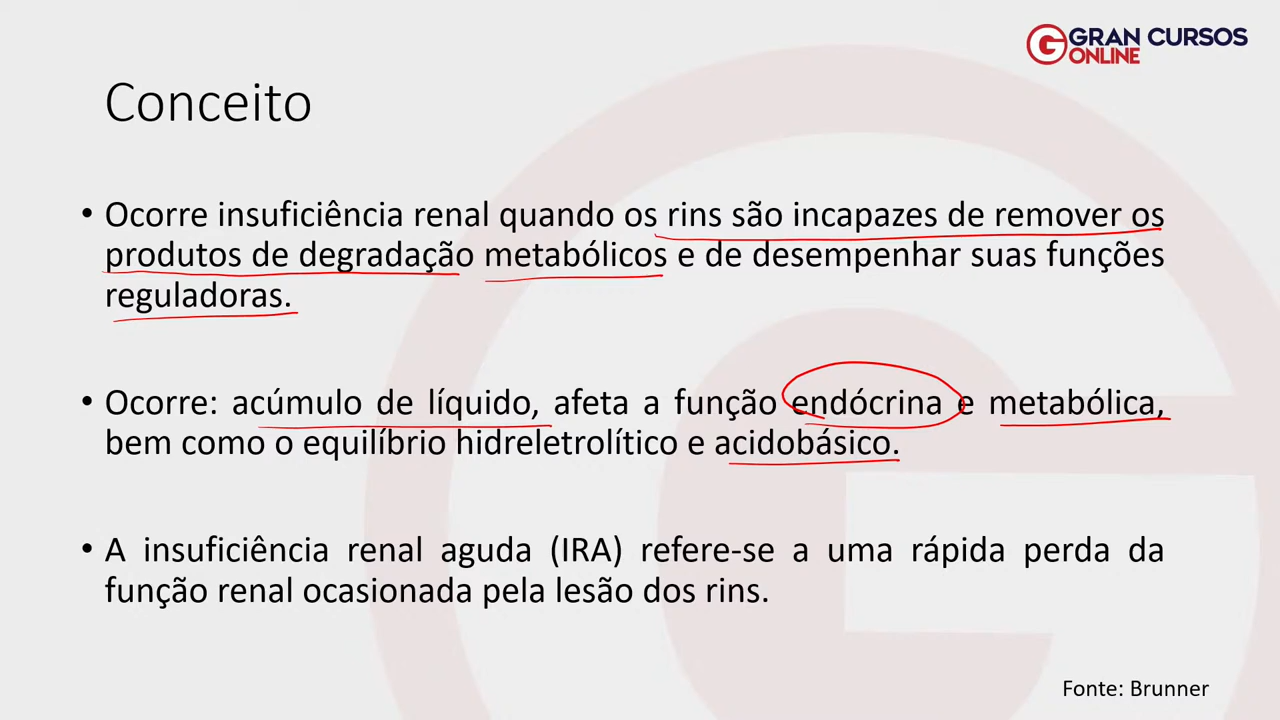 GRAN CURSOS
ONLINE
Conceito
• Ocorre insuficiência renal quando os rins são incapazes de remover os
produtos de degradação metabólicos e de desempenhar suas funções
reguladoras.
• Ocorre: acúmulo de líquido, afeta a função endócrina e metabólica,
bem como o equilíbrio hidreletrolítico e acidobásico.
• A insuficiência renal aguda (IRA) refere-se a uma rápida perda da
função renal ocasionada pela lesão dos rins.
Fonte: Brunner